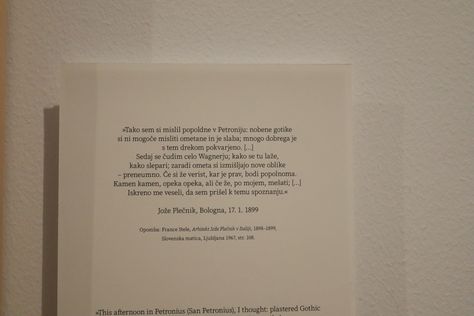 »Tako sem si mislil popoldne v Petroniju: nobene gotike
si ni mogoče misliti ometane in je slaba; mnogo dobrega je
s tem drekom pokvarjeno. [...]
Sedaj se čudim celo Wagnerju; kako se tu laže,
kako slepari; zaradi ometa si izmišljajo nove oblike
– preneumno. Če si že verist, kar je prav, bodi popolnoma.
Kamen kamen, opeka opeka, ali če že, po mojem, mešati; [...]
Iskreno me veseli, da sem prišel k temu spoznanju.«
Jože Plečnik, Bologna, 17. 1. 1899
Opomba: France Stele, Arhitekt Jože Plečnik v Italiji, 1898–1899,
Slovenska matica, Ljubljana 1967, str. 168.
»This afternoon in Petronius (San Petronius), I thought: plastered Gothic